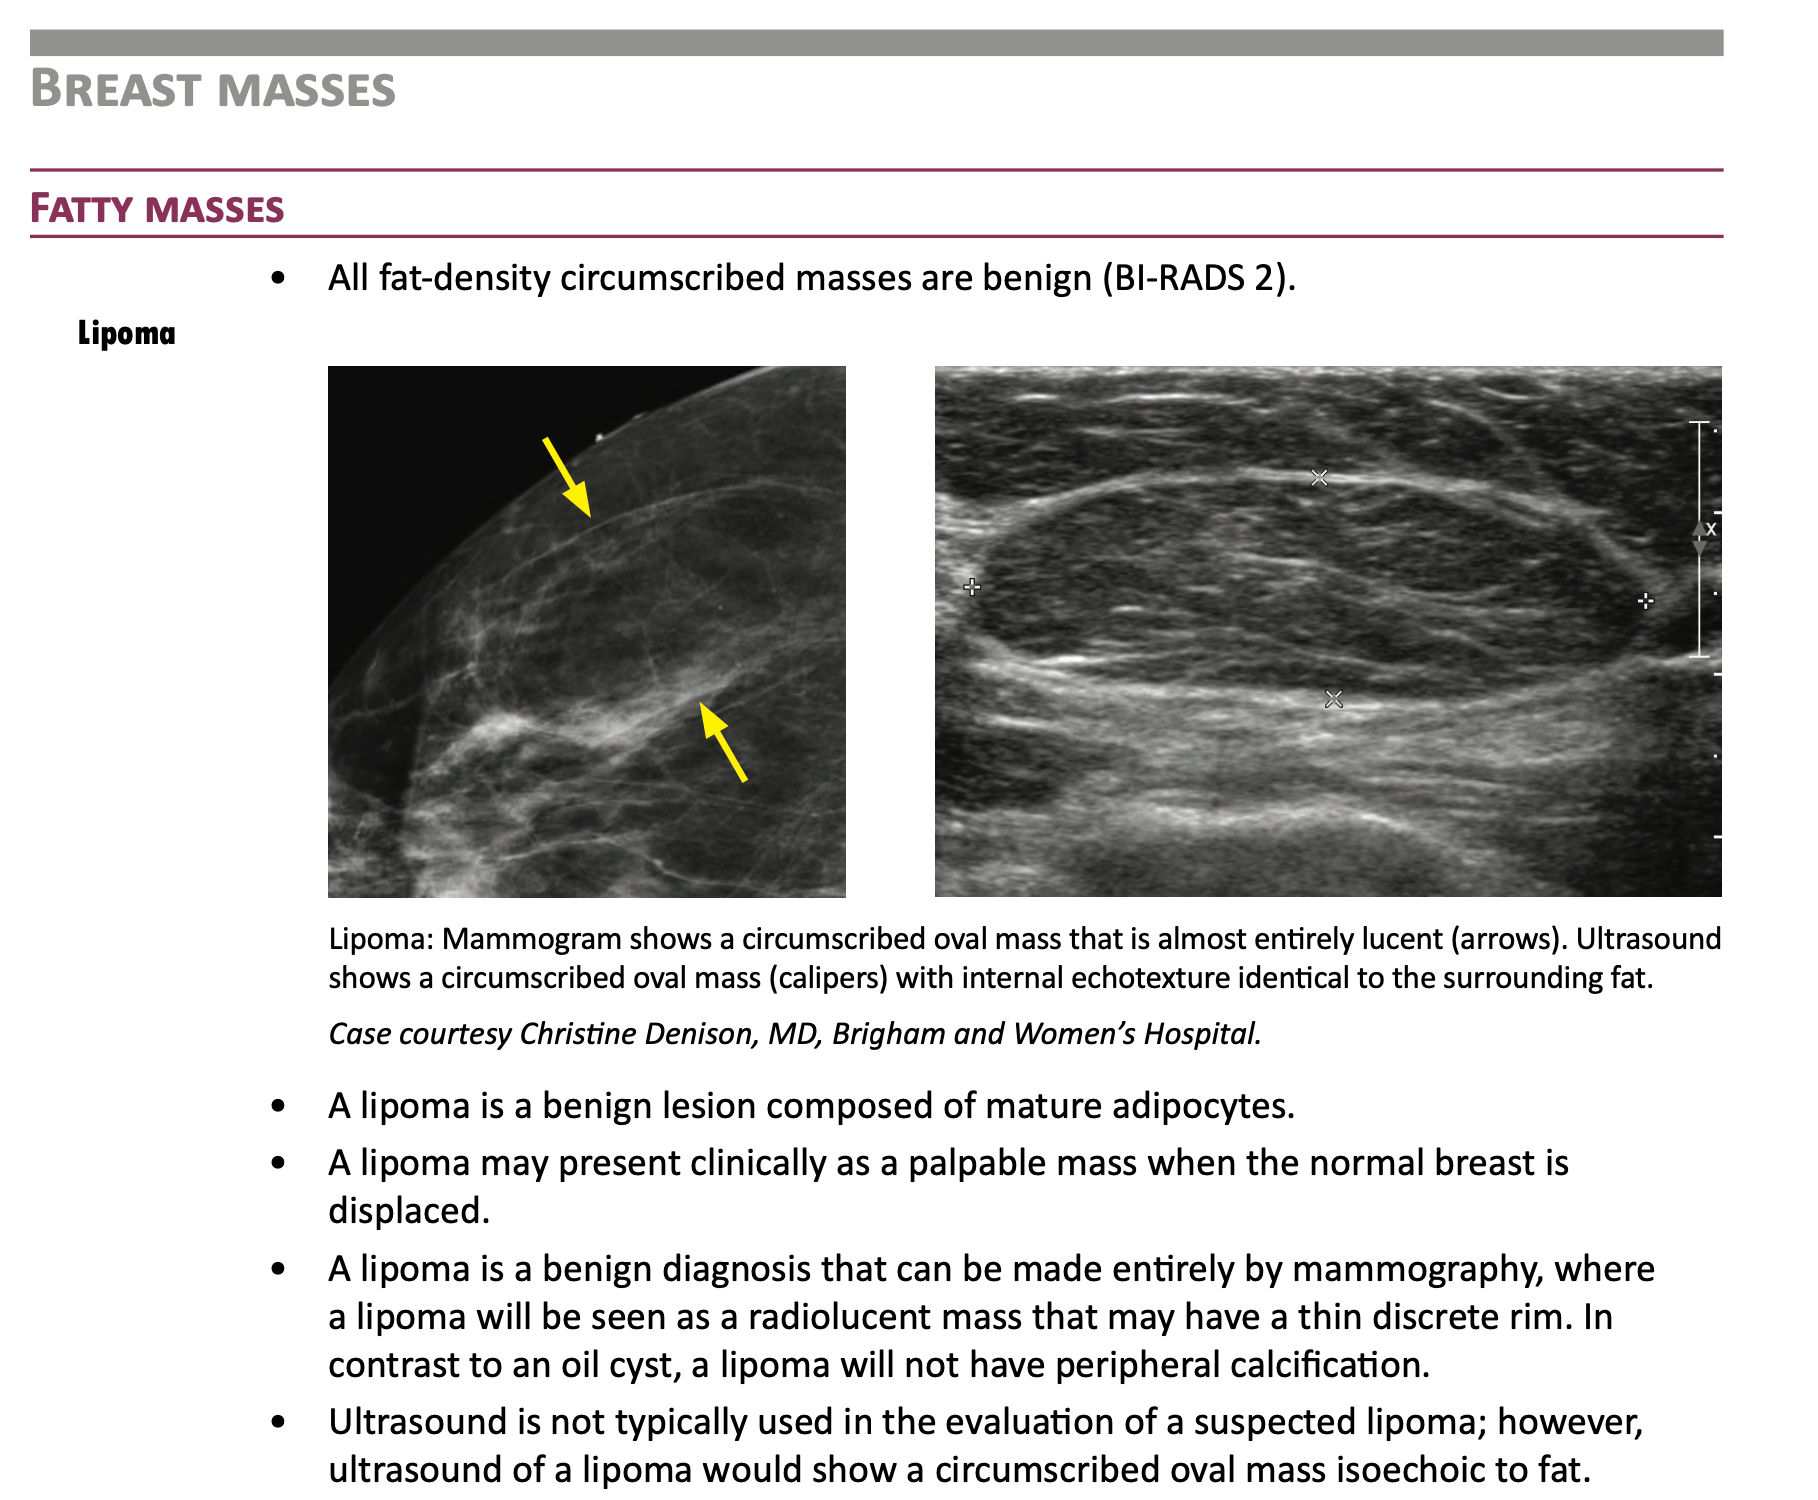 BREAST MASSES
FATTY MASSES
• All fat-density circumscribed masses are benign (BI-RADS 2).
Lipoma
X
Lipoma: Mammogram shows a circumscribed oval mass that is almost entirely lucent (arrows). Ultrasound
shows a circumscribed oval mass (calipers) with internal echotexture identical to the surrounding fat.
Case courtesy Christine Denison, MD, Brigham and Women’s Hospital.
• A lipoma is a benign lesion composed of mature adipocytes.
• A lipoma may present clinically as a palpable mass when the normal breast is
displaced.
• A lipoma is a benign diagnosis that can be made entirely by mammography, where
a lipoma will be seen as a radiolucent mass that may have a thin discrete rim. In
contrast to an oil cyst, a lipoma will not have peripheral calcification.
• Ultrasound is not typically used in the evaluation of a suspected lipoma; however,
ultrasound of a lipoma would show a circumscribed oval mass isoechoic to fat.